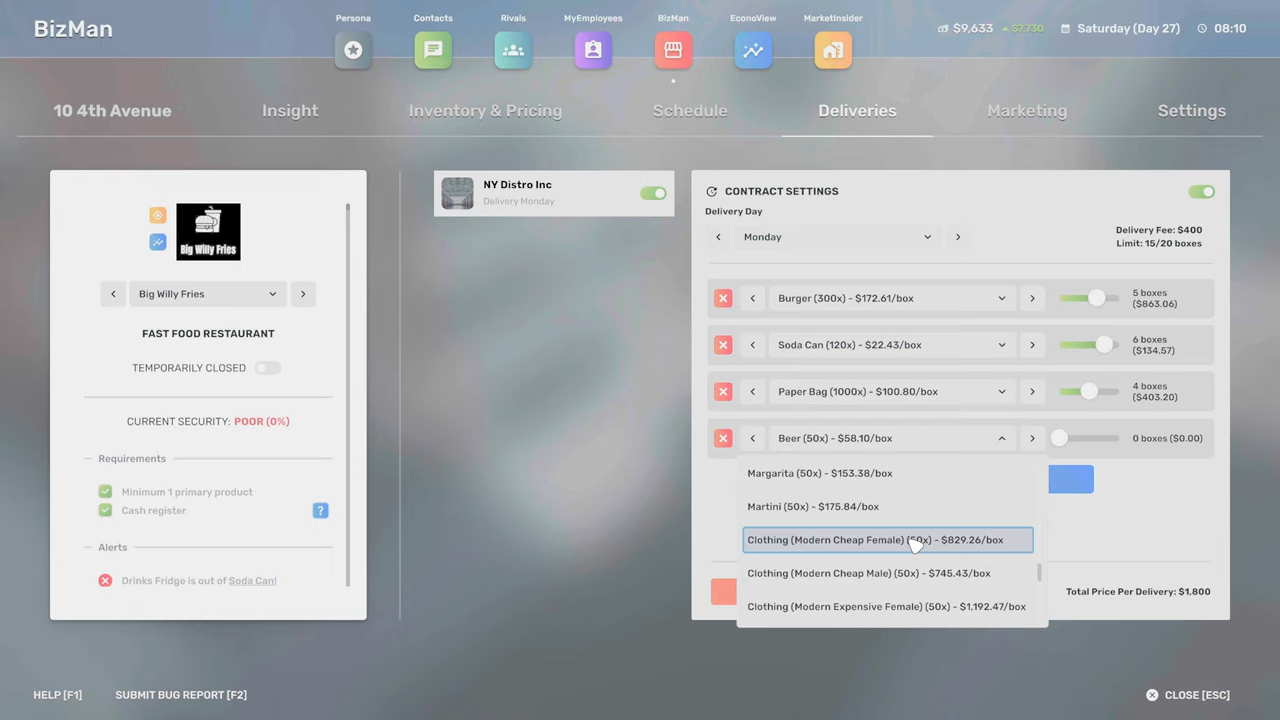 BizMan
Persona
Contacts
Rivals
MyEmployees
BizMan
EconoView
MarketInsider
$9,633
$7,730
Saturday (Day 27)
08:10
10 4th Avenue
Insight
Inventory & Pricing
Schedule
Deliveries
Marketing
Settings
Big Willy Fries
Big Willy Fries
FAST FOOD RESTAURANT
TEMPORARILY CLOSED
CURRENT SECURITY: POOR (0%)
Requirements
Minimum 1 primary product
Cash register
?
Alerts
Drinks Fridge is out of Soda Can!
NY Distro Inc
Delivery Monday
CONTRACT SETTINGS
Delivery Day
Monday
Delivery Fee: $400
Limit: 15/20 boxes
Burger (300x) - $172.61/box
5 boxes
($863.06)
Soda Can (120x) - $22.43/box
6 boxes
($134.57)
Paper Bag (1000x) - $100.80/box
4 boxes
($403.20)
Beer (50x) - $58.10/box
0 boxes ($0.00)
Margarita (50x) - $153.38/box
Martini (50x) - $175.84/box
Clothing (Modern Cheap Female) (50x) - $829.26/box
Clothing (Modern Cheap Male) (50x) - $745.43/box
Clothing (Modern Expensive Female) (50x) - $1,192.47/box
Total Price Per Delivery: $1,800
HELP [F1]
SUBMIT BUG REPORT [F2]
CLOSE [ESC]